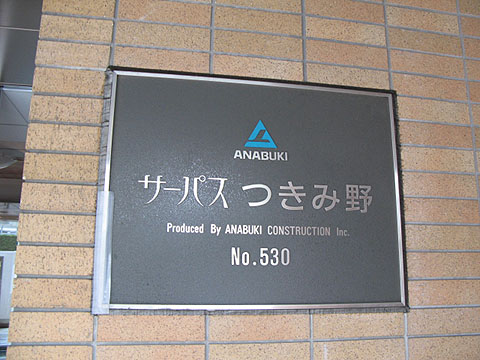 ANABUKI
サーパス つきみ野
Produced By ANABUKI CONSTRUCTION Inc.
No.530